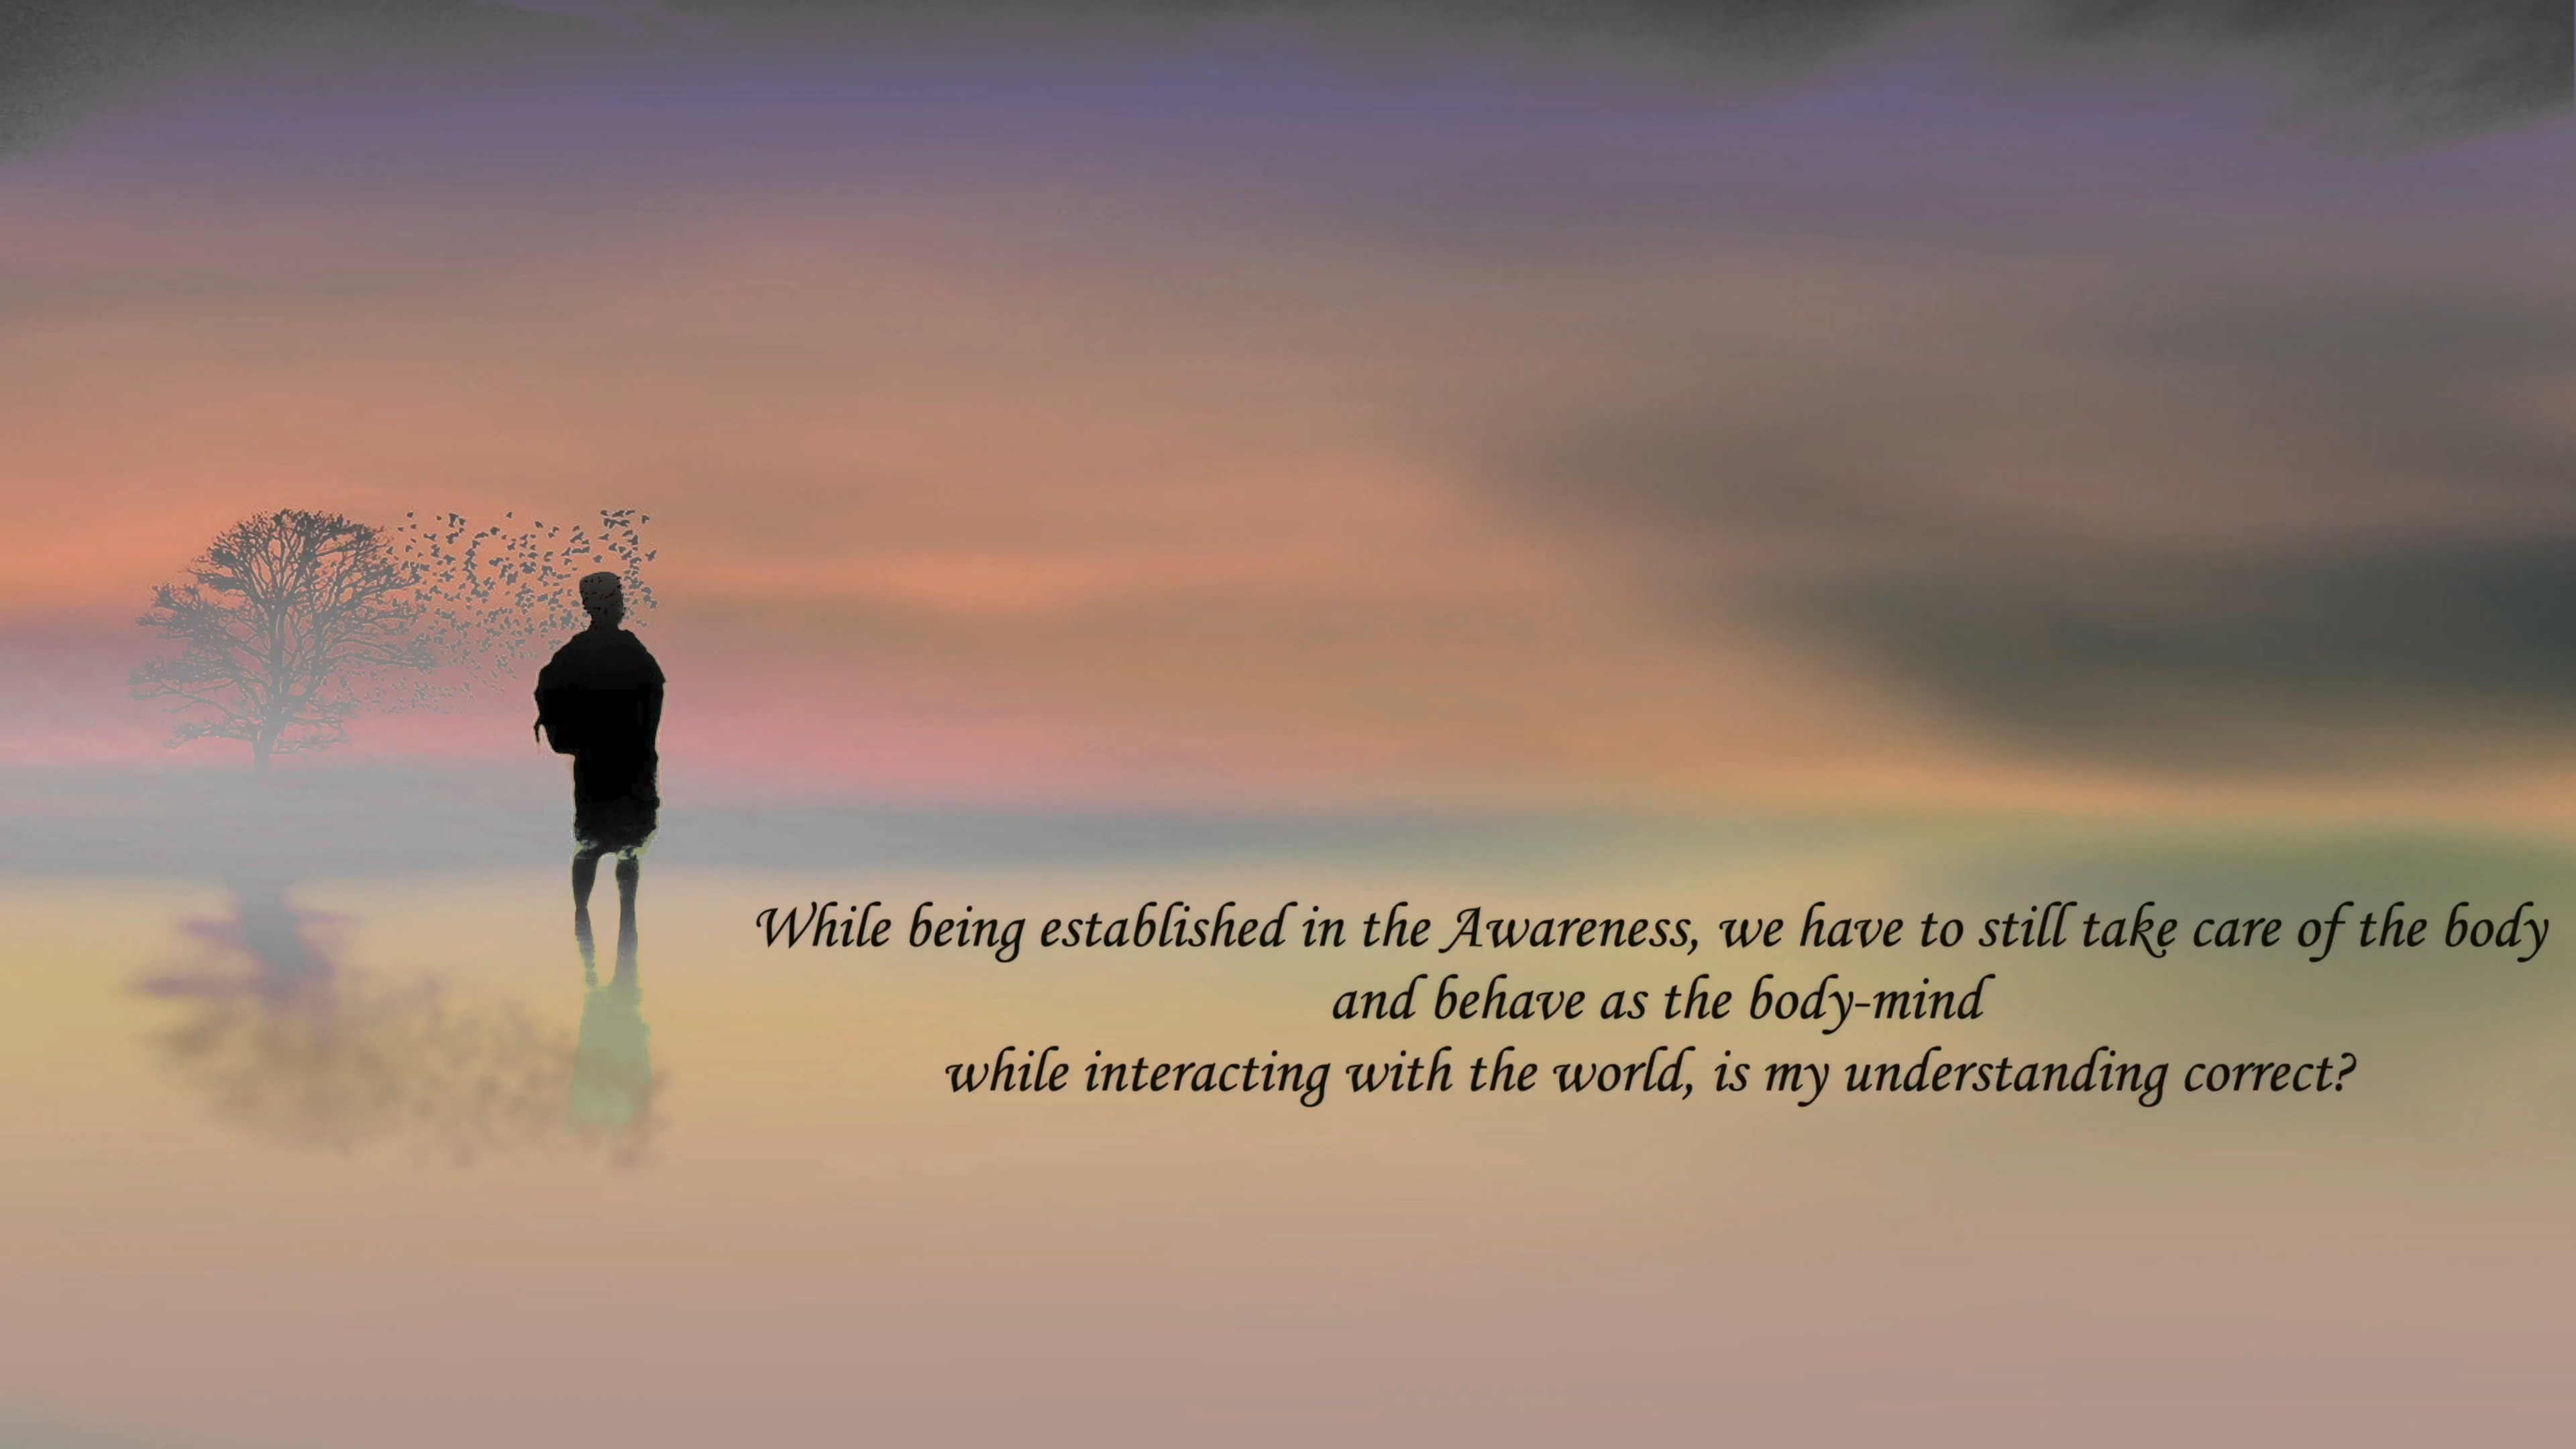 While being established in the Awareness, we have to still take care of the body
and behave as the body-mind
while interacting with the world, is my understanding correct?